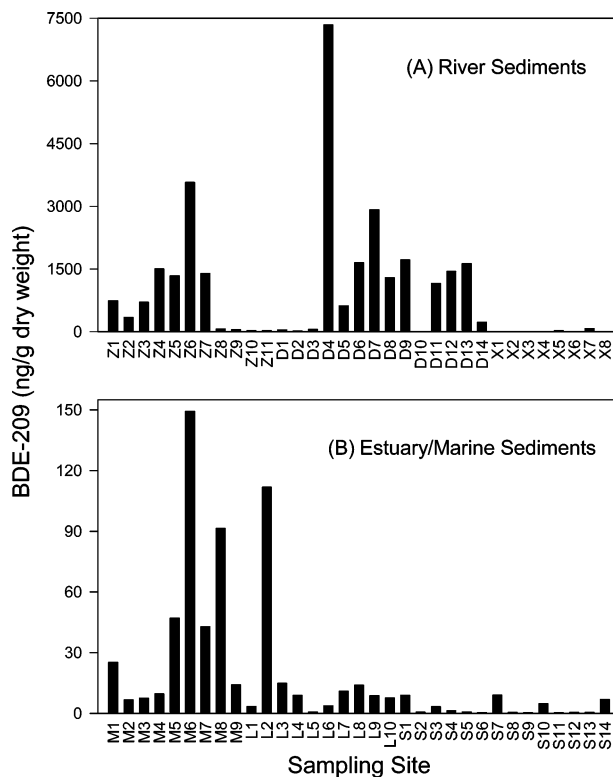 7500
(A) River Sediments
6000
4500
3000
1500
0
Z1 Z2 Z3 Z4 Z5 Z6 Z7 Z8 Z9 Z10 Z11 D1 D2 D3 D4 D5 D6 D7 D8 D9 D10 D11 D12 D13 D14 X1 X2 X3 X4 X5 X6 X7 X8
BDE-209 (ng/g dry weight)
150
(B) Estuary/Marine Sediments
120
90
60
30
0
M1 M2 M3 M4 M5 M6 M7 M8 M9 L1 L2 L3 L4 L5 L6 L7 L8 L9 L10 S1 S2 S3 S4 S5 S6 S7 S8 S9 S10 S11 S12 S13 S14
Sampling Site